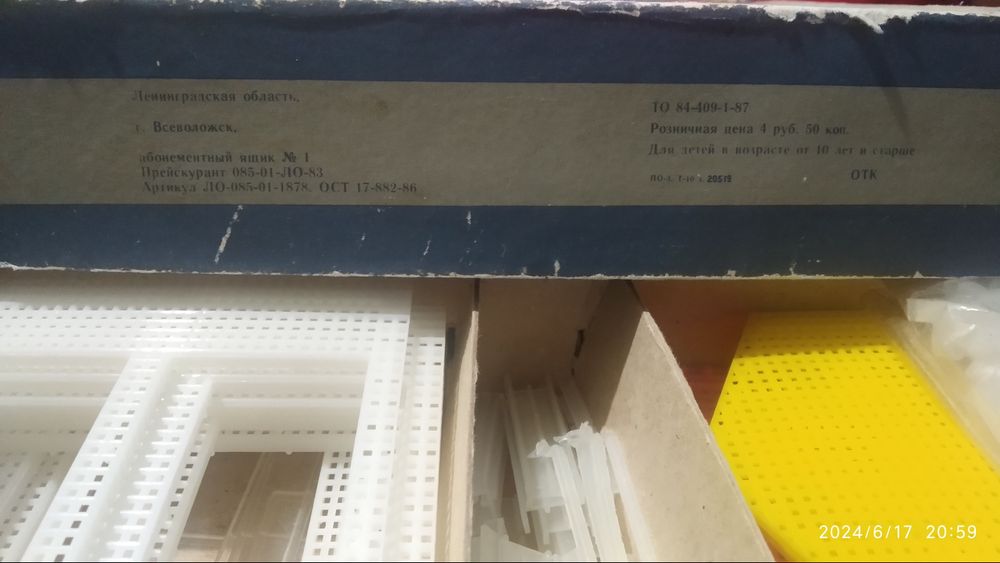 Ленинградская область,
г. Всеволожск,
абонементный ящик № 1
Прейскурант 085-01-ЛО-83
Артикул ЛО-085-01-1878. ОСТ 17-882-86
ТО 84-409-1-87
Розничная цена 4 руб. 50 коп.
Для детей в возрасте от 10 лет и старше
20519
ОТК
2024/6/17 20:59